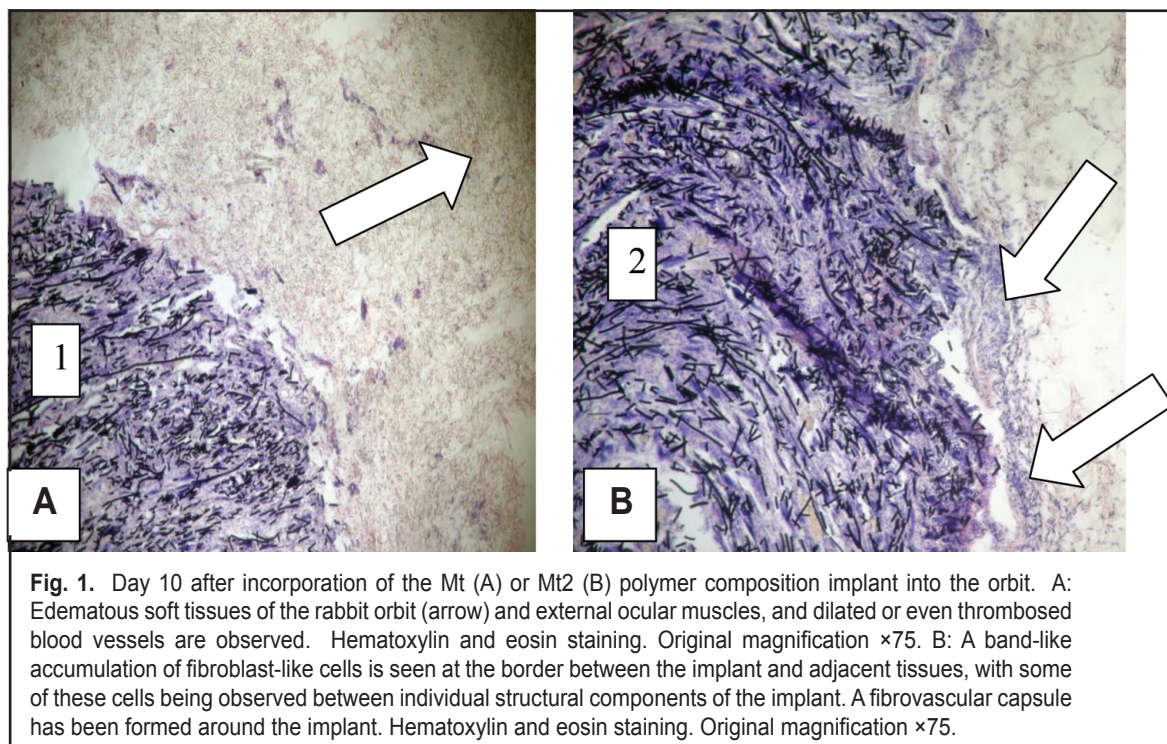 1
A
2
B
Fig. 1. Day 10 after incorporation of the Mt (A) or Mt2 (B) polymer composition implant into the orbit. A:
Edematous soft tissues of the rabbit orbit (arrow) and external ocular muscles, and dilated or even thrombosed
blood vessels are observed. Hematoxylin and eosin staining. Original magnification ×75. B: A band-like
accumulation of fibroblast-like cells is seen at the border between the implant and adjacent tissues, with some
of these cells being observed between individual structural components of the implant. A fibrovascular capsule
has been formed around the implant. Hematoxylin and eosin staining. Original magnification ×75.